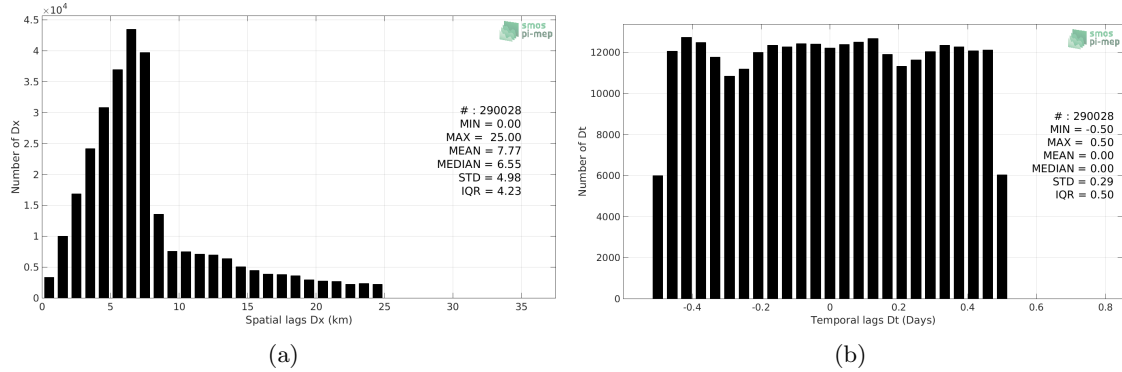 ×10⁴
4.5
4
3.5
3
2.5
2
1.5
1
0.5
0
Number of Dx
smos
pi-mep
# : 290028
MIN = 0.00
MAX = 25.00
MEAN = 7.77
MEDIAN = 6.55
STD = 4.98
IQR = 4.23
0 5 10 15 20 25 30 35
Spatial lags Dx (km)
(a)
12000
10000
8000
6000
4000
2000
0
Number of Dt
smos
pi-mep
# : 290028
MIN = -0.50
MAX = 0.50
MEAN = 0.00
MEDIAN = 0.00
STD = 0.29
IQR = 0.50
-0.4 -0.2 0 0.2 0.4 0.6 0.8
Temporal lags Dt (Days)
(b)